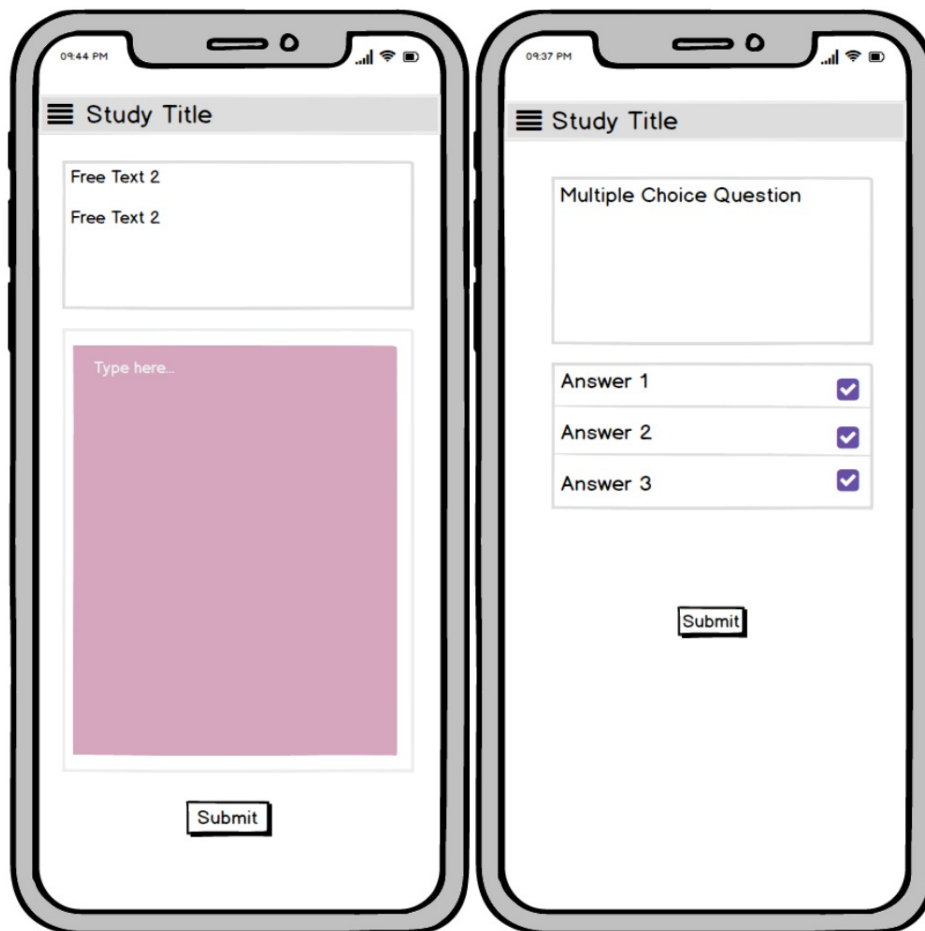 09:44 PM
Study Title
Free Text 2
Free Text 2
Type here...
Submit
09:37 PM
Study Title
Multiple Choice Question
Answer 1
Answer 2
Answer 3
Submit